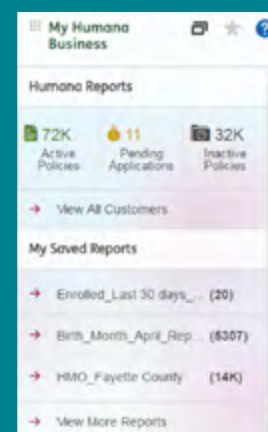 My Humana
Business
?
Humana Reports
72K
Active
Policies
11
Pending
Applications
32K
Inactive
Policies
→ View All Customers
My Saved Reports
→ Enrolled_Last 30 days_... (20)
→ Birth_Month_April_Rep... (5307)
→ HMO_Fayette County (14K)
→ View More Reports